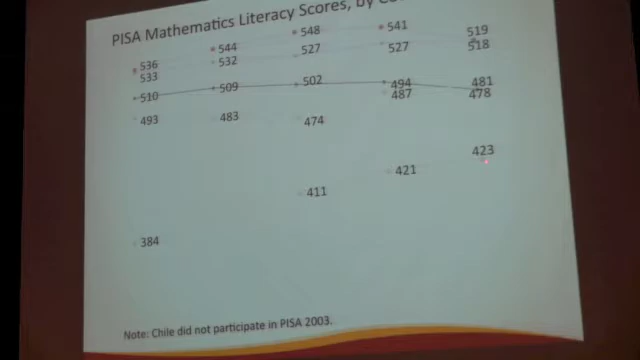 PISA Mathematics Literacy Scores, by
536 544 548 541 519
533 532 527 527 518
510 509 502 494 481
487 478
493 483 474
423
411 421
384
Note: Chile did not participate in PISA 2003.